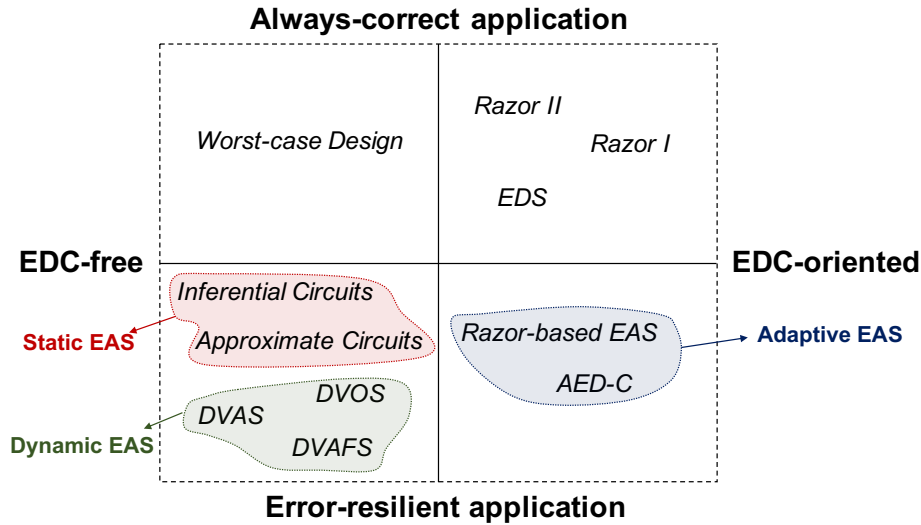 Always-correct application
Razor II
Worst-case Design
Razor I
EDS
EDC-free
EDC-oriented
Inferential Circuits
Static EAS
Approximate Circuits
Razor-based EAS
Adaptive EAS
AED-C
DVOS
DVAS
Dynamic EAS
DVAFS
Error-resilient application